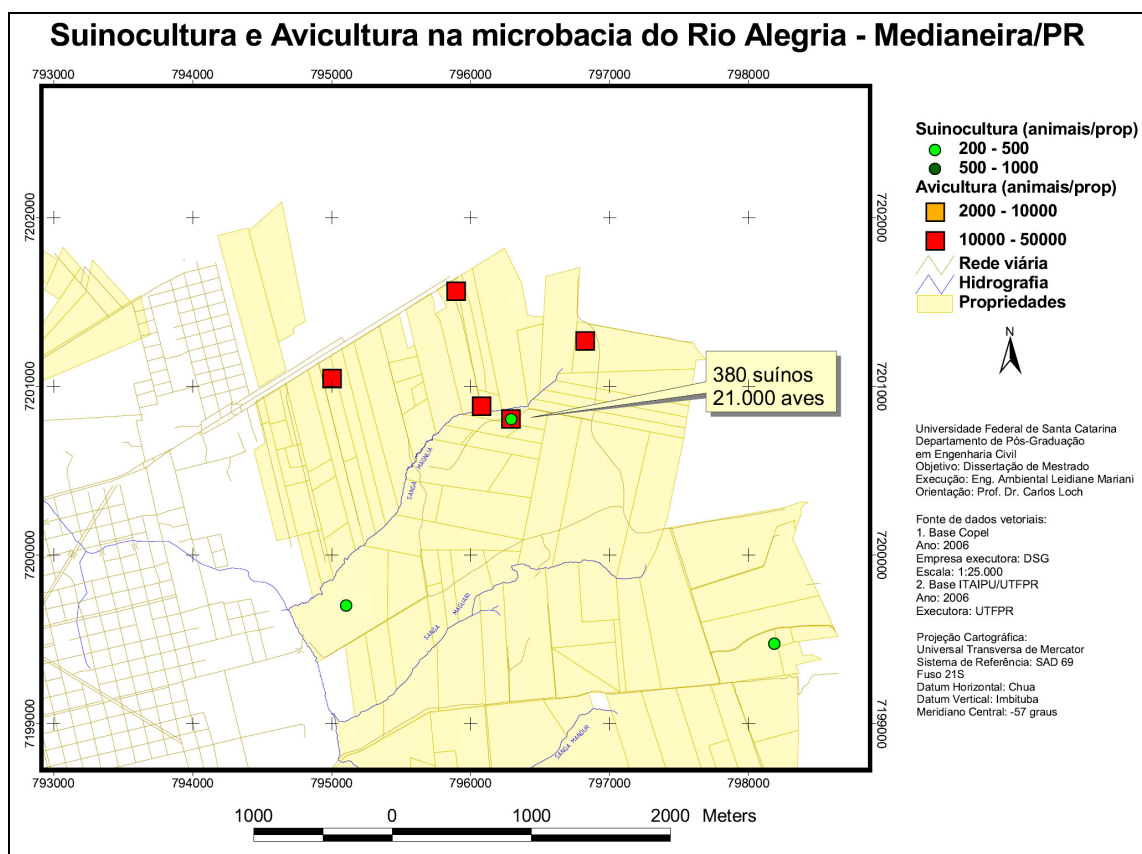 Suinocultura e Avicultura na microbacia do Rio Alegria - Medianeira/PR
793000 794000 795000 796000 797000 798000
7202000 7202000
7201000 7201000
7200000 7200000
7199000 7199000
793000 794000 795000 796000 797000 798000
380 suínos
21.000 aves
SANGA MAGNLIA
SANGA MAGUARI
SANGA MANDUR
1000 0 1000 2000 Meters
Suinocultura (animais/prop)
200 - 500
500 - 1000
Avicultura (animais/prop)
2000 - 10000
10000 - 50000
Rede viária
Hidrografia
Propriedades
N
Universidade Federal de Santa Catarina
Departamento de Pós-Graduação
em Engenharia Civil
Objetivo: Dissertação de Mestrado
Execução: Eng. Ambiental Leidiane Mariani
Orientação: Prof. Dr. Carlos Loch
Fonte de dados vetoriais:
1. Base Copel
Ano: 2006
Empresa executora: DSG
Escala: 1:25.000
2. Base ITAIPU/UTFPR
Ano: 2006
Executora: UTFPR
Projeção Cartográfica:
Universal Transversa de Mercator
Sistema de Referência: SAD 69
Fuso 21S
Datum Horizontal: Chua
Datum Vertical: Imbituba
Meridiano Central: -57 graus